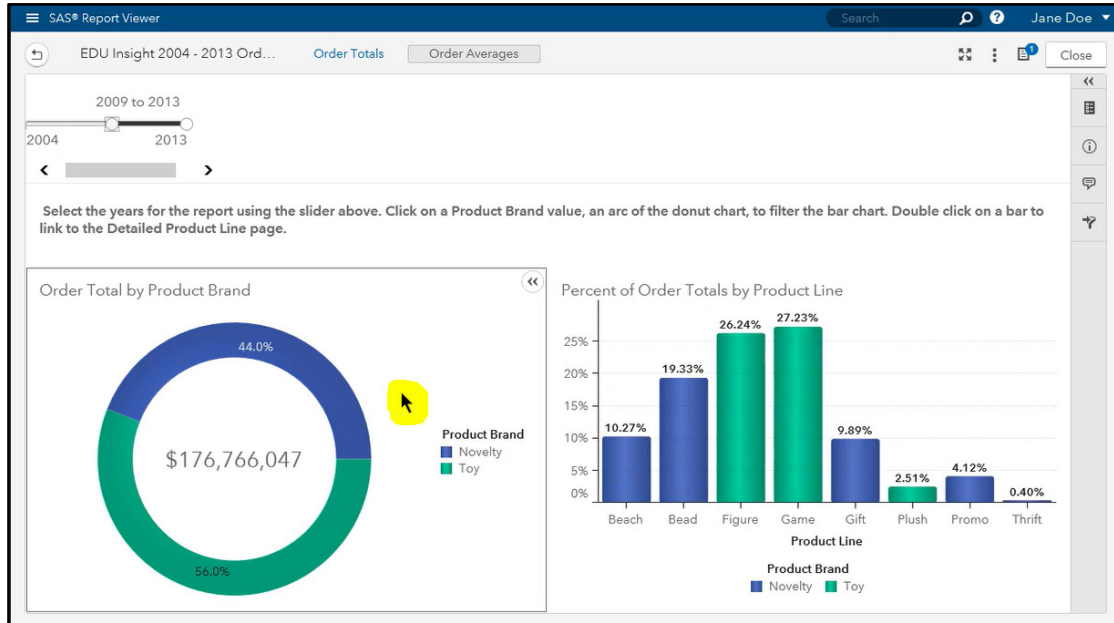 SAS® Report Viewer
Search
?
Jane Doe
EDU Insight 2004 - 2013 Ord...
Order Totals
Order Averages
1
Close
2009 to 2013
2004
2013
Select the years for the report using the slider above. Click on a Product Brand value, an arc of the donut chart, to filter the bar chart. Double click on a bar to
link to the Detailed Product Line page.
Order Total by Product Brand
44.0%
$176,766,047
56.0%
Product Brand
Novelty
Toy
Percent of Order Totals by Product Line
25%
20%
15%
10%
5%
0%
10.27%
19.33%
26.24%
27.23%
9.89%
2.51%
4.12%
0.40%
Beach
Bead
Figure
Game
Gift
Plush
Promo
Thrift
Product Line
Product Brand
Novelty
Toy